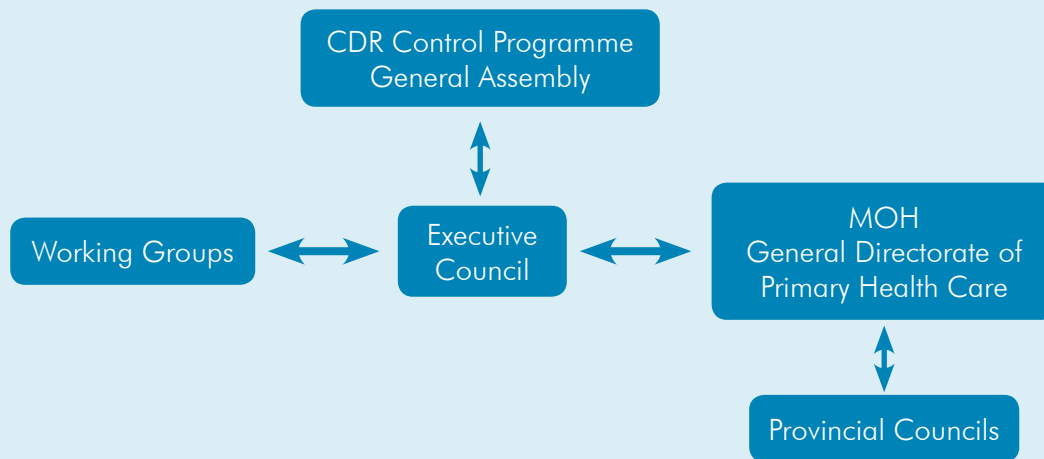 CDR Control Programme
General Assembly
Working Groups
Executive
Council
MOH
General Directorate of
Primary Health Care
Provincial Councils